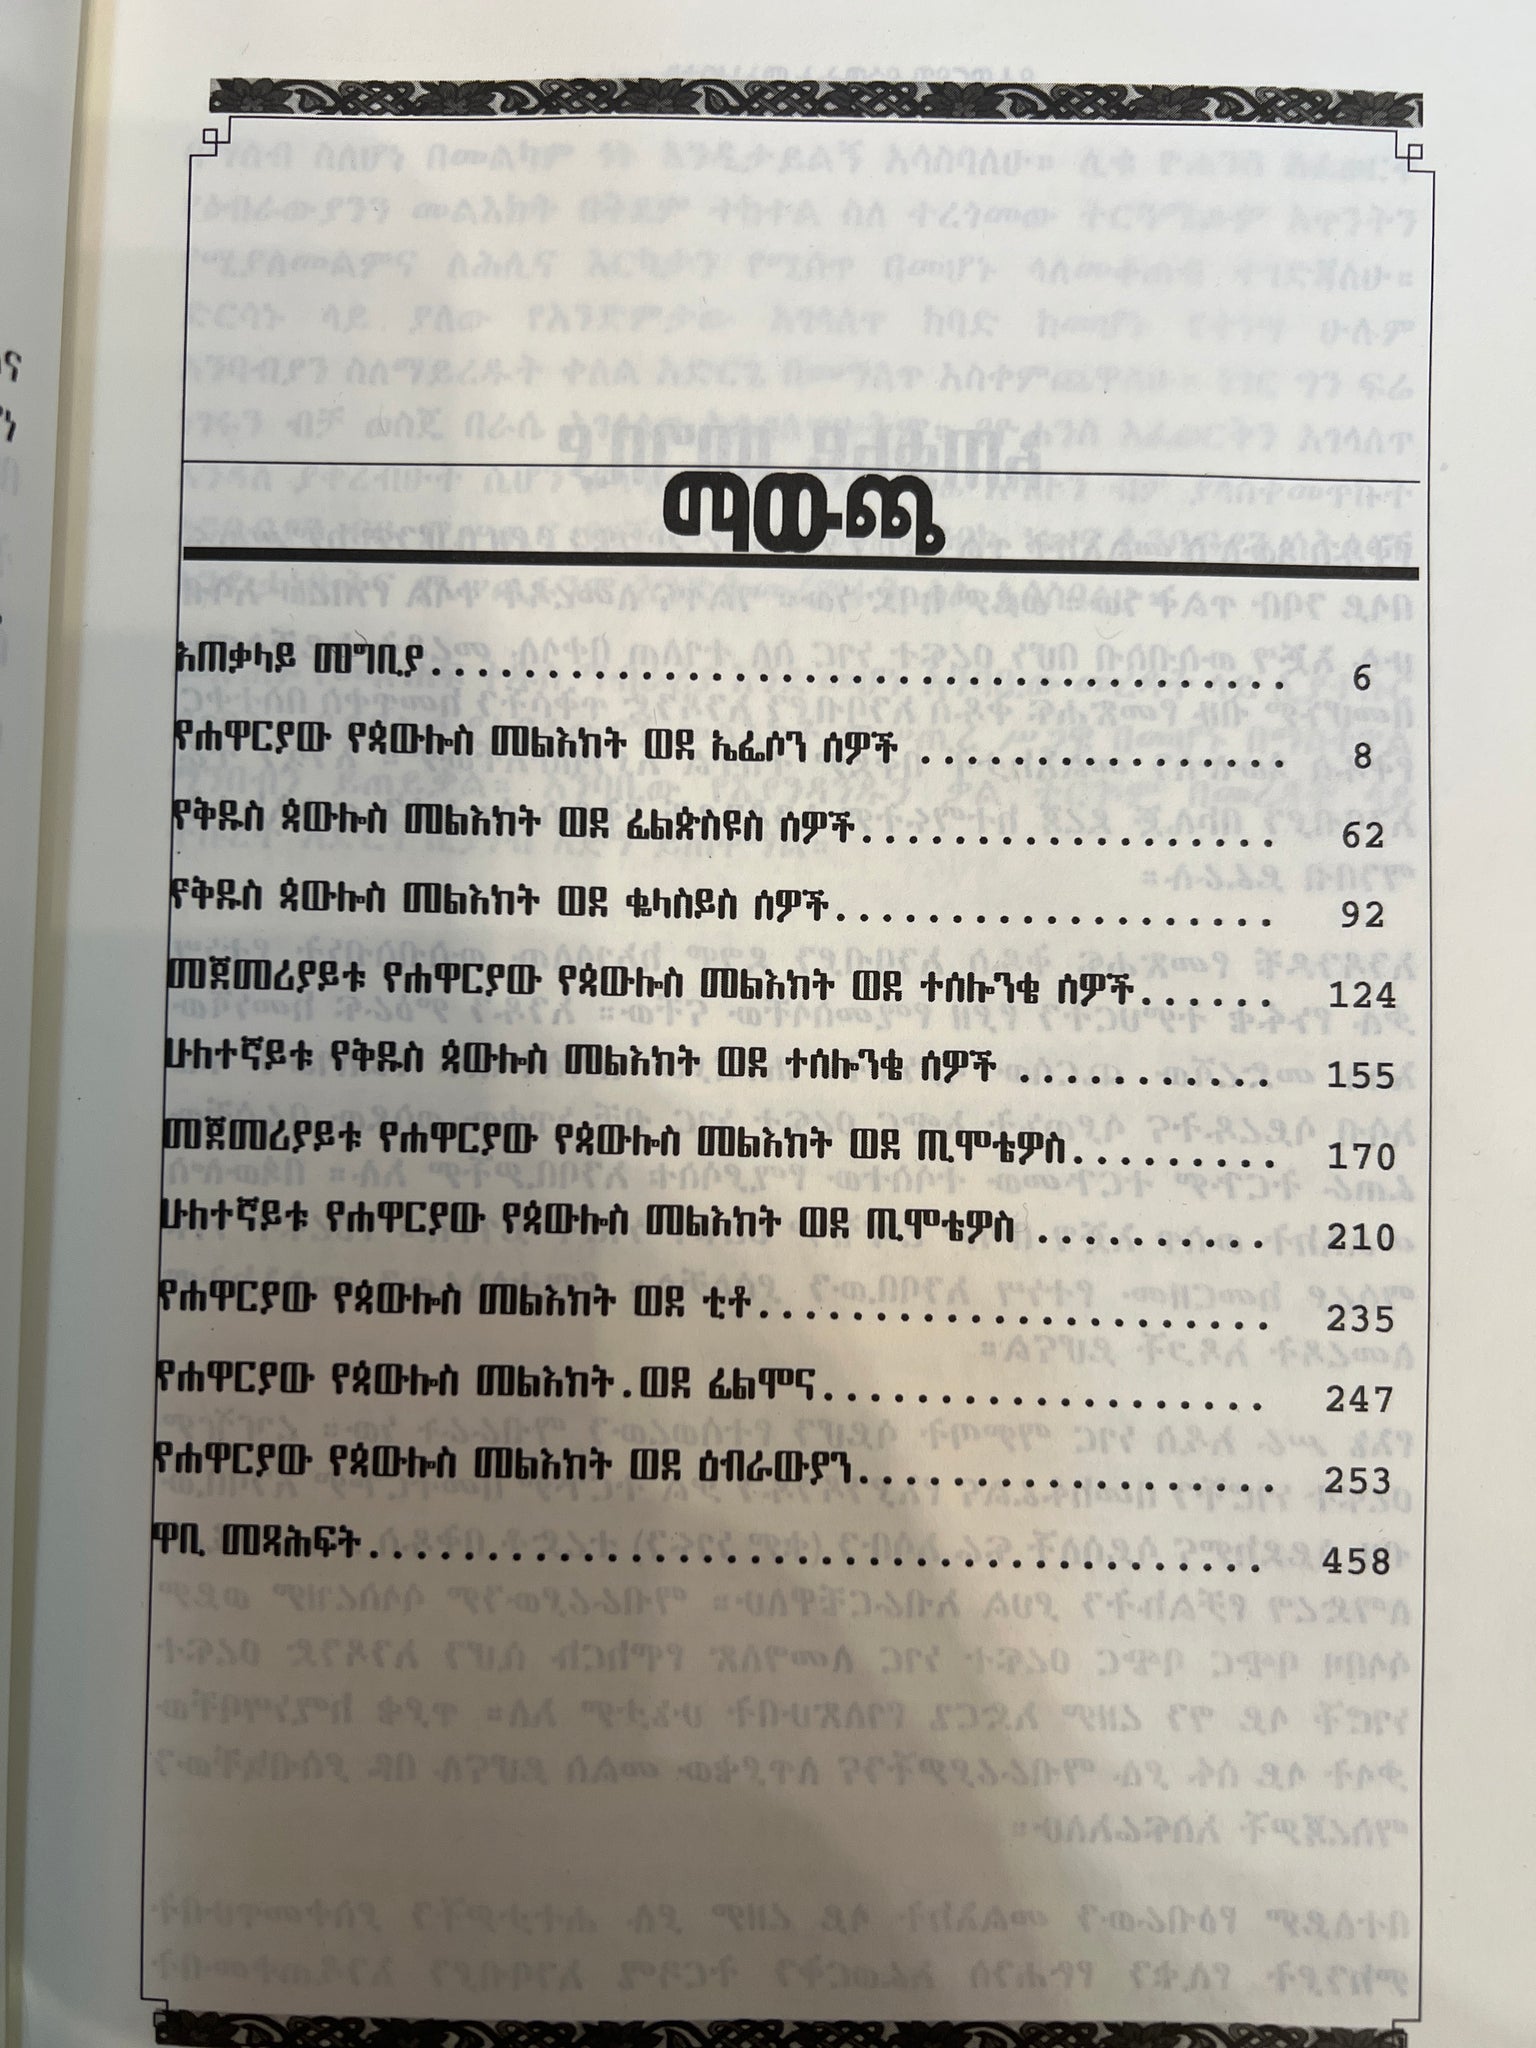 ማውጫ
አጠቃላይ መግቢያ........................................ 6
የሐዋርያው የጳውሎስ መልእክት ወደ ኤፌሶን ሰዎች ................ 8
የቅዱስ ጳውሎስ መልእክት ወደ ፊልጵስዩስ ሰዎች................... 62
የቅዱስ ጳውሎስ መልእክት ወደ ቈላስይስ ሰዎች.................... 92
መጀመሪያይቱ የሐዋርያው የጳውሎስ መልእክት ወደ ተሰሎንቄ ሰዎች...... 124
ሁለተኛይቱ የቅዱስ ጳውሎስ መልእክት ወደ ተሰሎንቄ ሰዎች ............ 155
መጀመሪያይቱ የሐዋርያው የጳውሎስ መልእክት ወደ ጢሞቴዎስ......... 170
ሁለተኛይቱ የሐዋርያው የጳውሎስ መልእክት ወደ ጢሞቴዎስ .......... 210
የሐዋርያው የጳውሎስ መልእክት ወደ ቲቶ....................... 235
የሐዋርያው የጳውሎስ መልእክት.ወደ ፊልሞና.................... 247
የሐዋርያው የጳውሎስ መልእክት ወደ ዕብራውያን.................. 253
ዋቢ መጻሕፍት......................................... 458